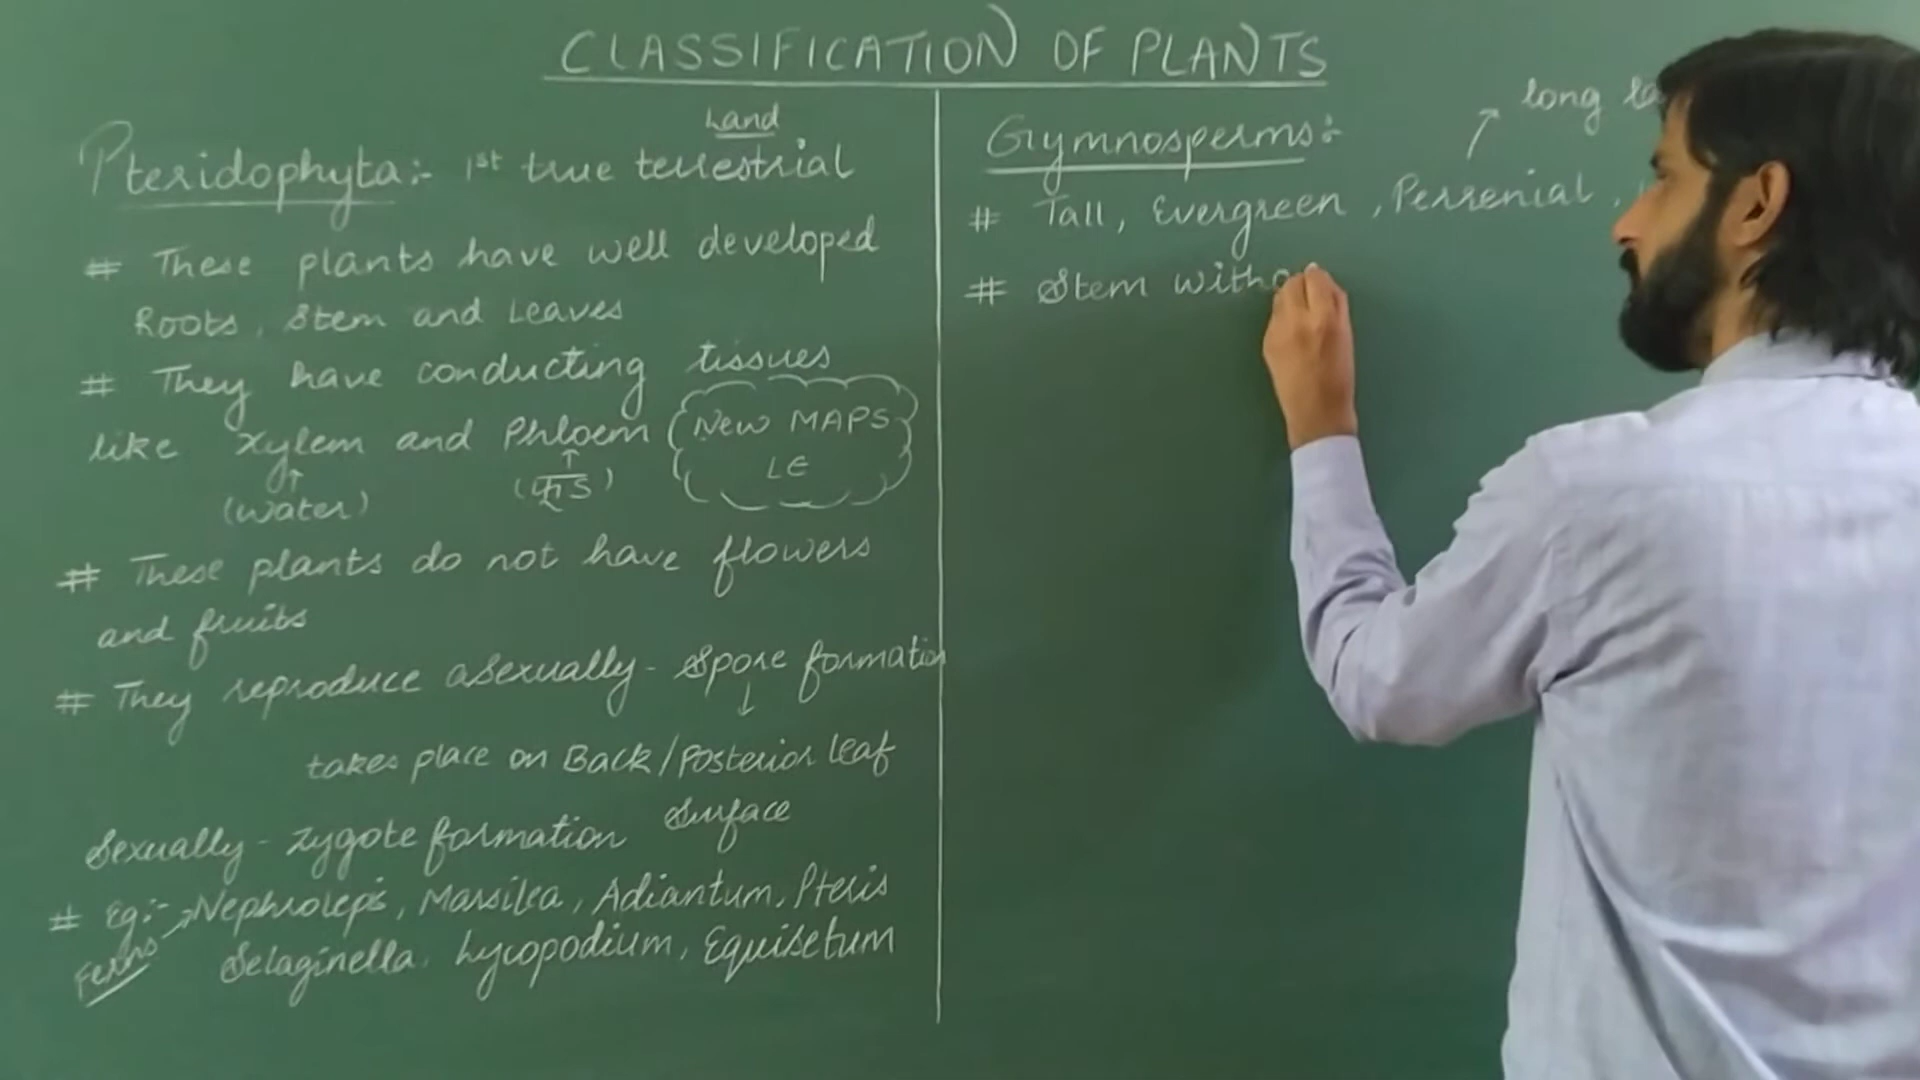 CLASSIFICATION OF PLANTS
Land
Pteridophyta:- 1st true terrestrial
# These plants have well developed
Roots, Stem and Leaves
# They have conducting tissues
like Xylem and Phloem
(Water)
New MAPS
LE
# These plants do not have flowers
and fruits
# They reproduce asexually - Spore formation
takes place on Back/Posterior leaf
Surface
Sexually - Zygote formation
# Eg:- Nephrolepis, Marsilea, Adiantum, Pteris
Ferns
Selaginella, Lycopodium, Equisetum
Gymnosperms:-
long
# Tall, Evergreen, Perrenial,
# Stem witho